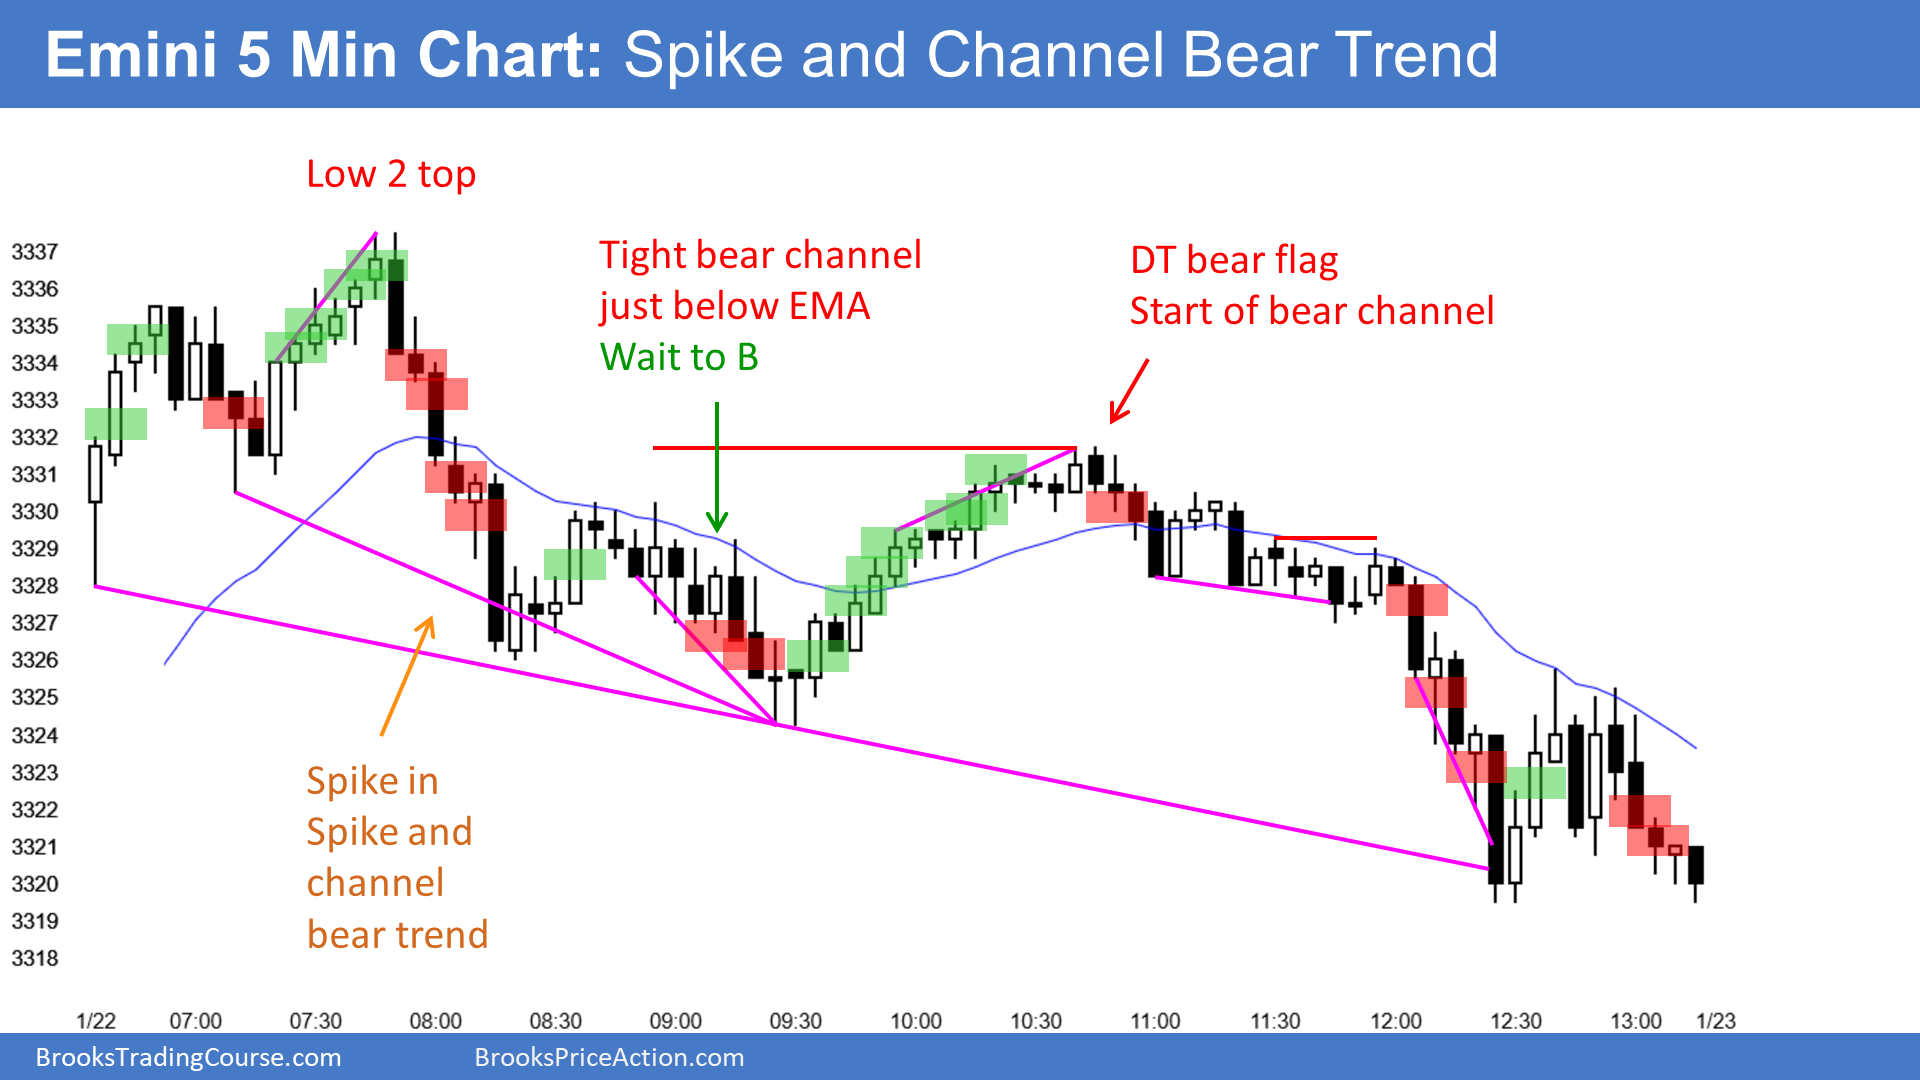 Emini 5 Min Chart: Spike and Channel Bear Trend
Low 2 top
Tight bear channel
just below EMA
Wait to B
DT bear flag
Start of bear channel
Spike in
Spike and
channel
bear trend
3337
3336
3335
3334
3333
3332
3331
3330
3329
3328
3327
3326
3325
3324
3323
3322
3321
3320
3319
3318
1/22 07:00 07:30 08:00 08:30 09:00 09:30 10:00 10:30 11:00 11:30 12:00 12:30 13:00 1/23
BrooksTradingCourse.com BrooksPriceAction.com